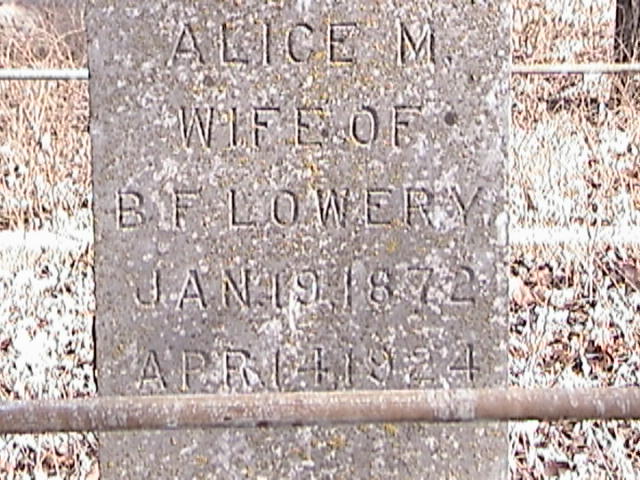 ALICE M.
WIFE OF
B.F. LOWERY
JAN.19.1872
APR.14.1924